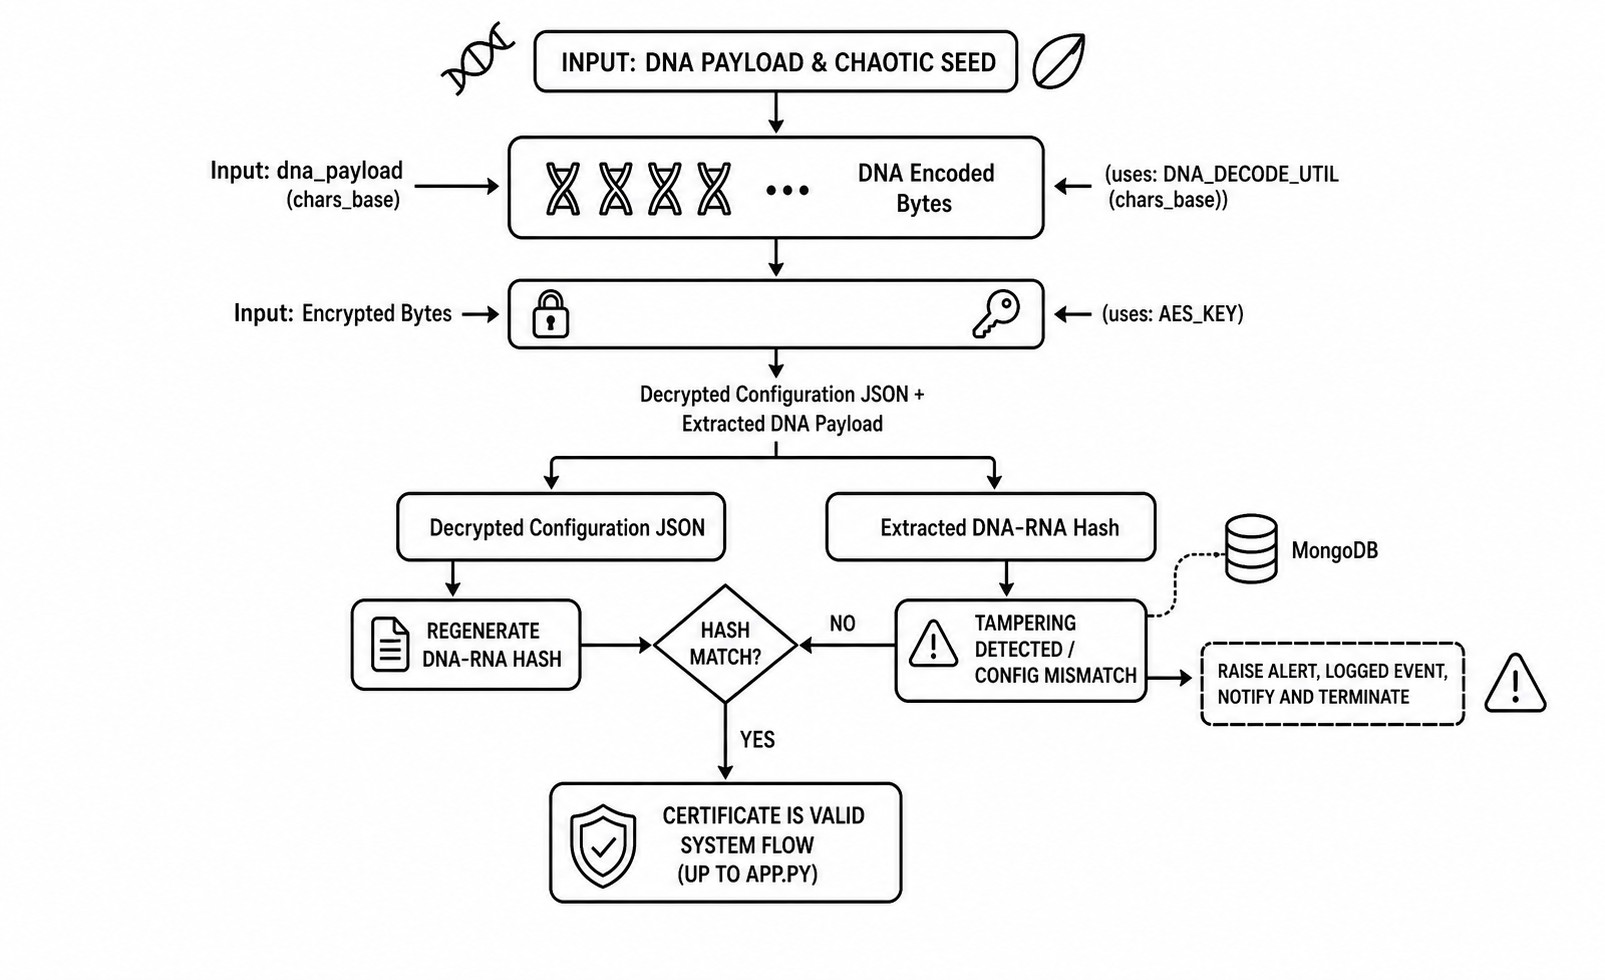 INPUT: DNA PAYLOAD & CHAOTIC SEED
Input: dna_payload
(chars_base)
DNA Encoded
Bytes
(uses: DNA_DECODE_UTIL
(chars_base))
Input: Encrypted Bytes
(uses: AES_KEY)
Decrypted Configuration JSON +
Extracted DNA Payload
Decrypted Configuration JSON
Extracted DNA-RNA Hash
MongoDB
REGENERATE
DNA-RNA HASH
HASH
MATCH?
NO
TAMPERING
DETECTED /
CONFIG MISMATCH
RAISE ALERT, LOGGED EVENT,
NOTIFY AND TERMINATE
YES
CERTIFICATE IS VALID
SYSTEM FLOW
(UP TO APP.PY)